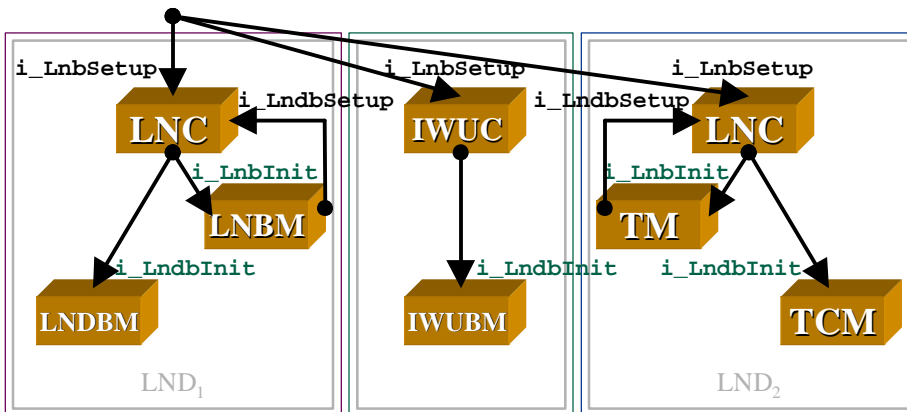 i_LnbSetup
i_LnbSetup
i_LnbSetup
i_LndbSetup
i_LndbSetup
LNC
IWUC
LNC
i_LnbInit
i_LnbInit
LNBM
TM
i_LndbInit
i_LndbInit
i_LndbInit
LNDBM
IWUBM
TCM
LND1
LND2